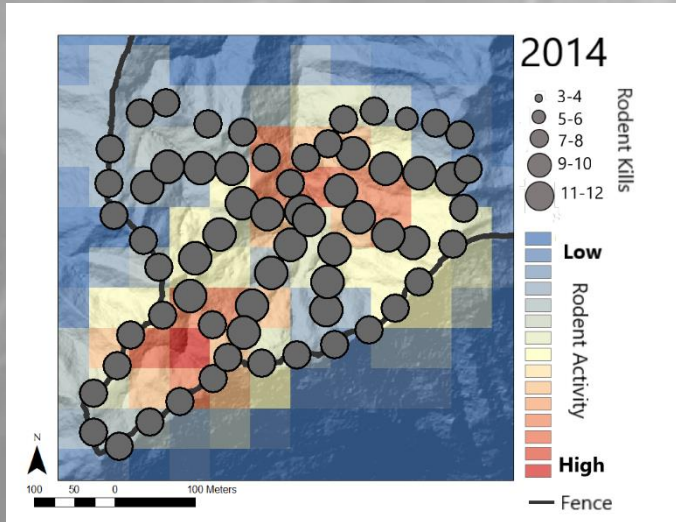 2014
3-4
5-6
7-8
9-10
11-12
Rodent Kills
Low
Rodent Activity
High
Fence
N
100 50 0 100 Meters